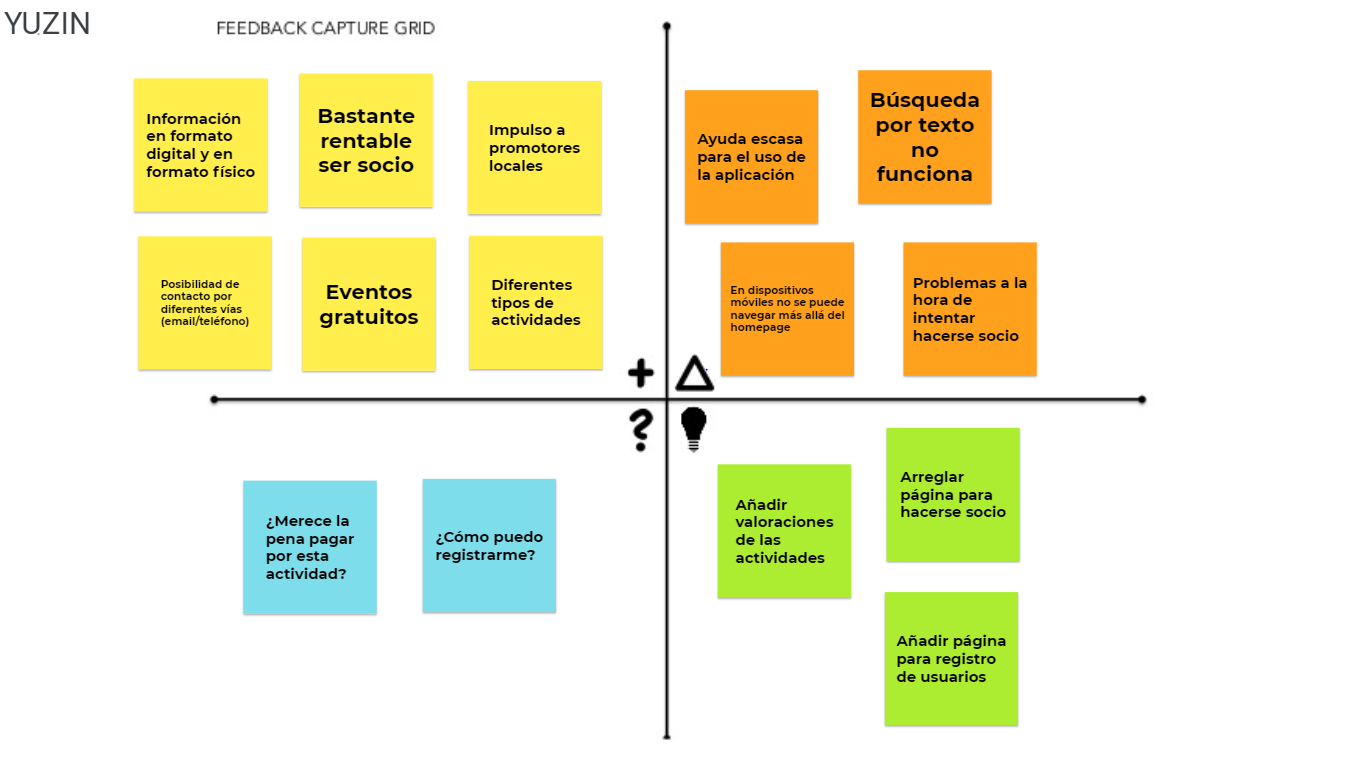 YUZIN
FEEDBACK CAPTURE GRID
Información
en formato
digital y en
formato físico
Bastante
rentable
ser socio
Impulso a
promotores
locales
Posibilidad de
contacto por
diferentes vías
(email/teléfono)
Eventos
gratuitos
Diferentes
tipos de
actividades
Ayuda escasa
para el uso de
la aplicación
Búsqueda
por texto
no
funciona
En dispositivos
móviles no se puede
navegar más allá del
homepage
Problemas a la
hora de
intentar
hacerse socio
+
?
¿Merece la
pena pagar
por esta
actividad?
¿Cómo puedo
registrarme?
Añadir
valoraciones
de las
actividades
Arreglar
página para
hacerse socio
Añadir página
para registro
de usuarios